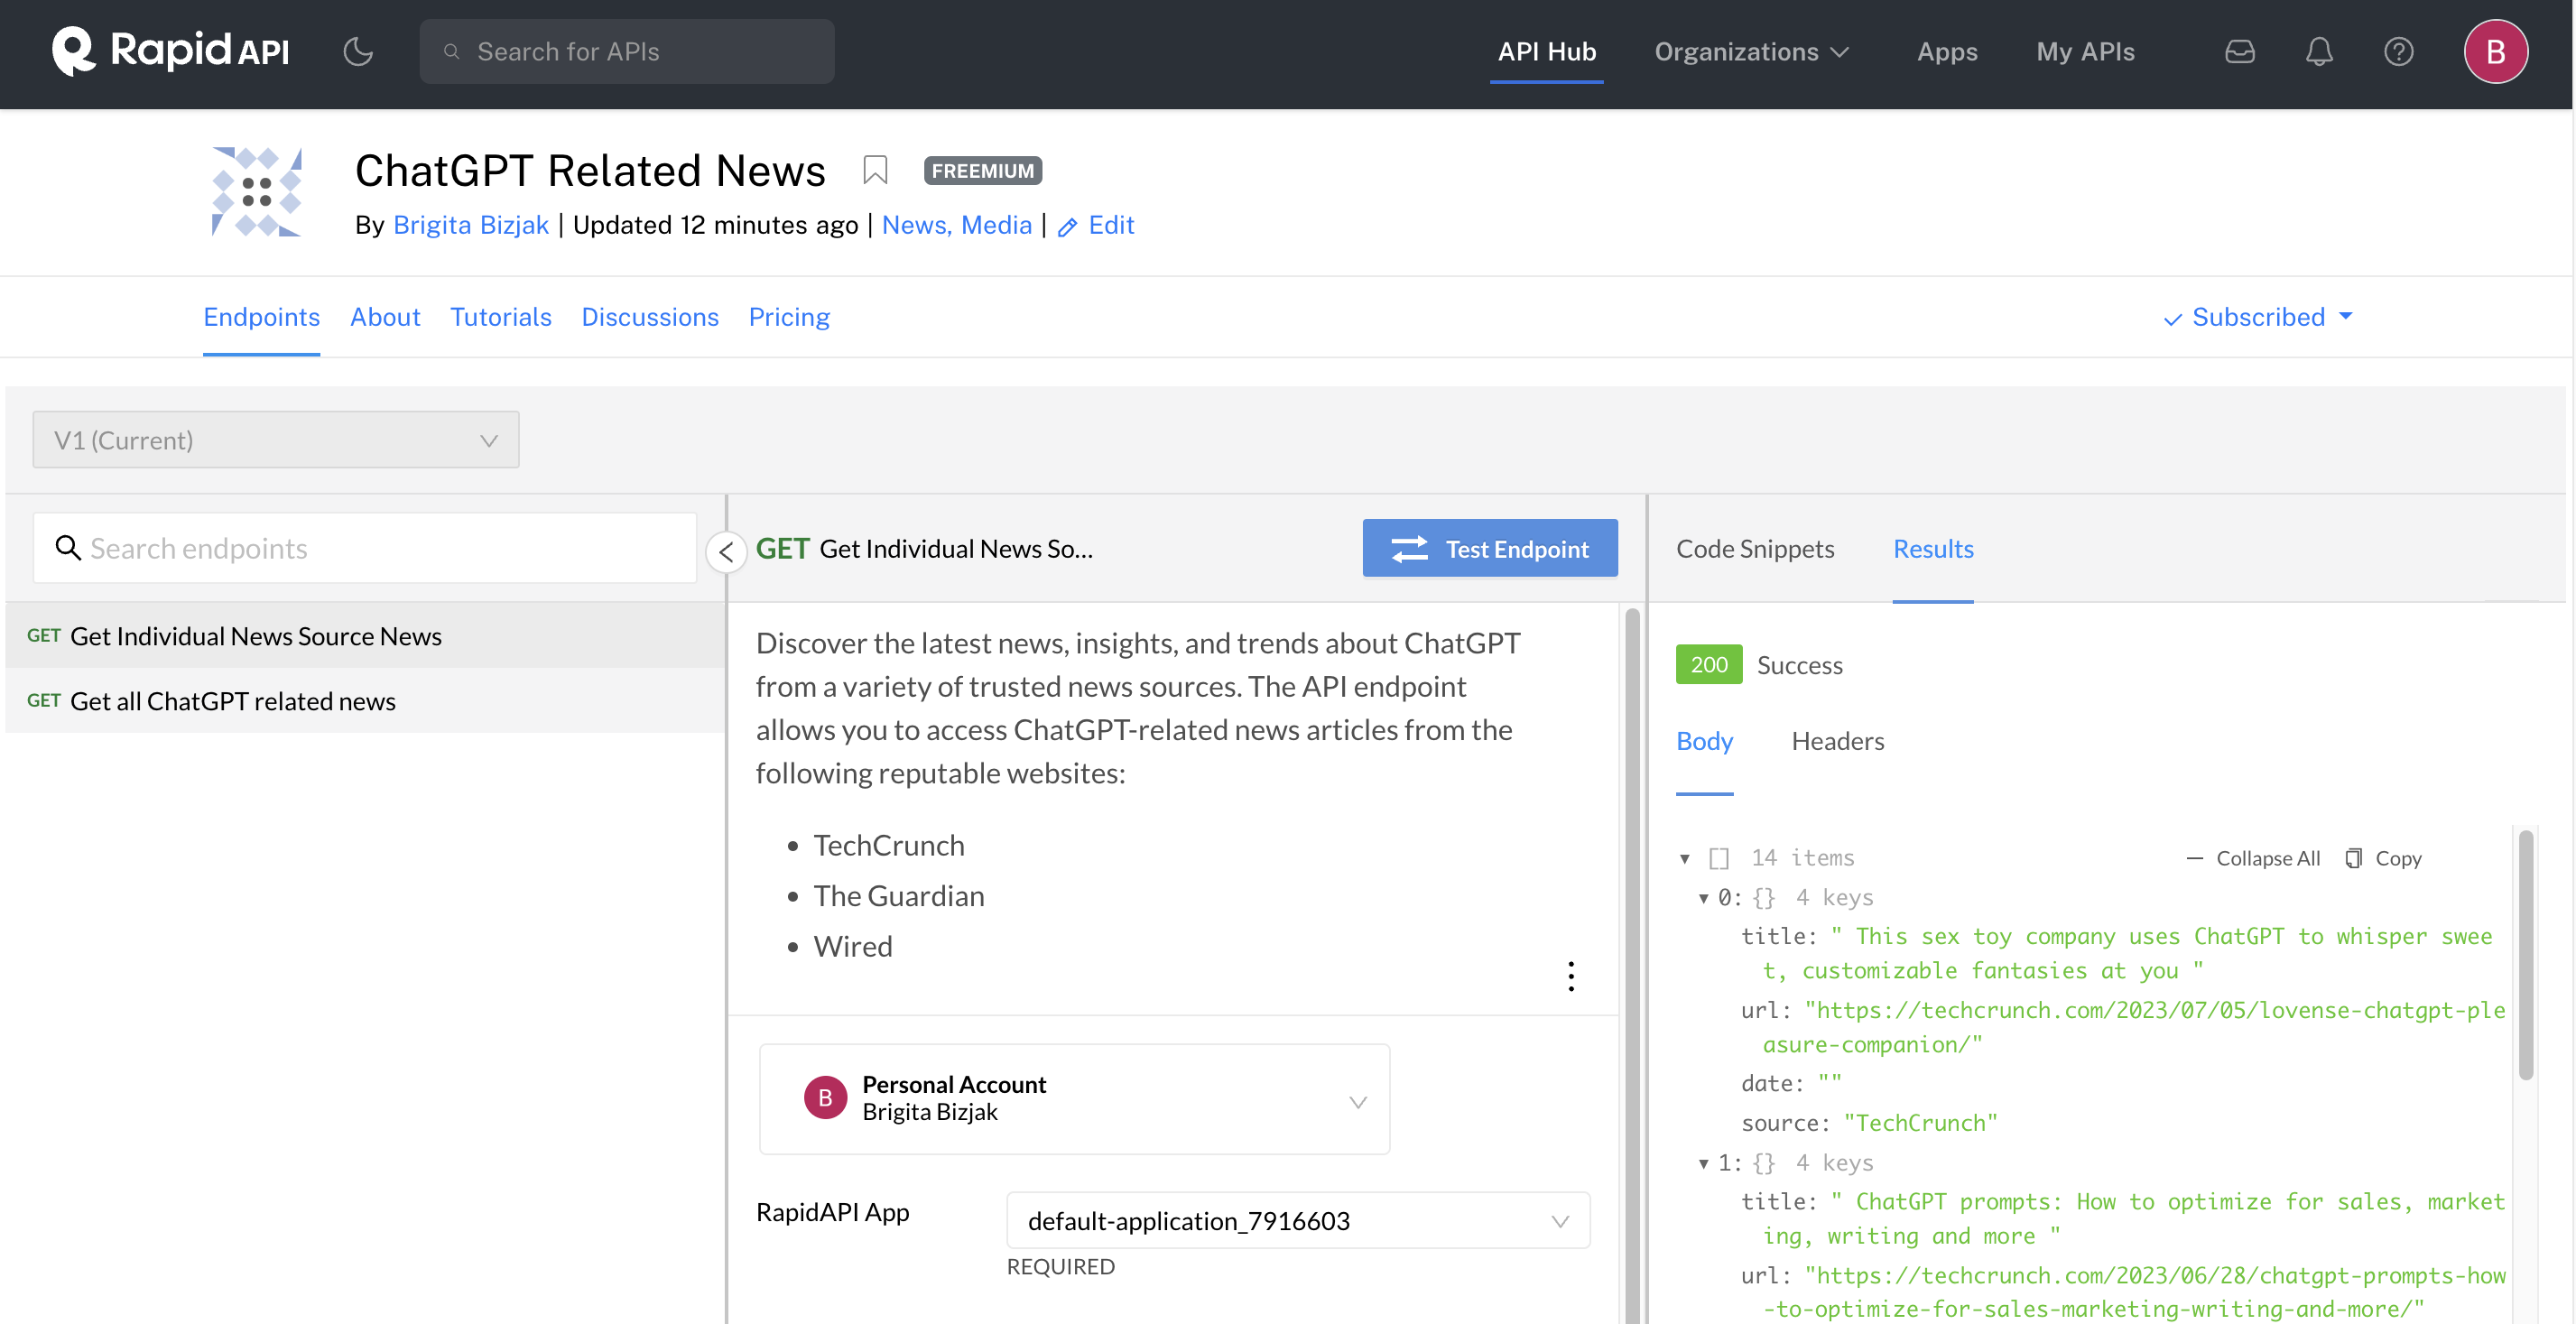 Rapid API
Search for APIs
API Hub
Organizations
Apps
My APIs
B
ChatGPT Related News
FREEMIUM
By Brigita Bizjak | Updated 12 minutes ago | News, Media | Edit
Endpoints
About
Tutorials
Discussions
Pricing
Subscribed
V1 (Current)
Search endpoints
GET Get Individual News Source News
GET Get all ChatGPT related news
GET Get Individual News So...
Test Endpoint
Discover the latest news, insights, and trends about ChatGPT
from a variety of trusted news sources. The API endpoint
allows you to access ChatGPT-related news articles from the
following reputable websites:
• TechCrunch
• The Guardian
• Wired
B
Personal Account
Brigita Bizjak
RapidAPI App
default-application_7916603
REQUIRED
Code Snippets
Results
200 Success
Body
Headers
[] 14 items
Collapse All
Copy
0: {} 4 keys
title: " This sex toy company uses ChatGPT to whisper swee
t, customizable fantasies at you "
url: "https://techcrunch.com/2023/07/05/lovense-chatgpt-ple
asure-companion/"
date: ""
source: "TechCrunch"
1: {} 4 keys
title: " ChatGPT prompts: How to optimize for sales, market
ing, writing and more "
url: "https://techcrunch.com/2023/06/28/chatgpt-prompts-how
-to-optimize-for-sales-marketing-writing-and-more/"